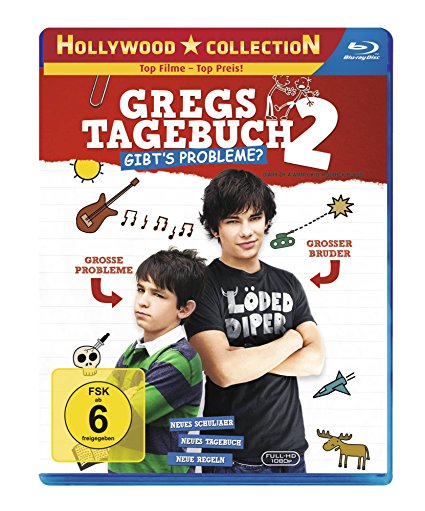 HOLLYWOOD ★ COLLECTION
Blu-ray Disc
Top Filme – Top Preis!
GREGS
TAGEBUCH 2
GIBT'S PROBLEME?
GROSSER
BRUDER
GROSSE
PROBLEME
LÖDED
DIPER
FSK
ab
6
freigegeben
NEUES SCHULJAHR
NEUES TAGEBUCH
NEUE REGELN
FULL-HD
1080p